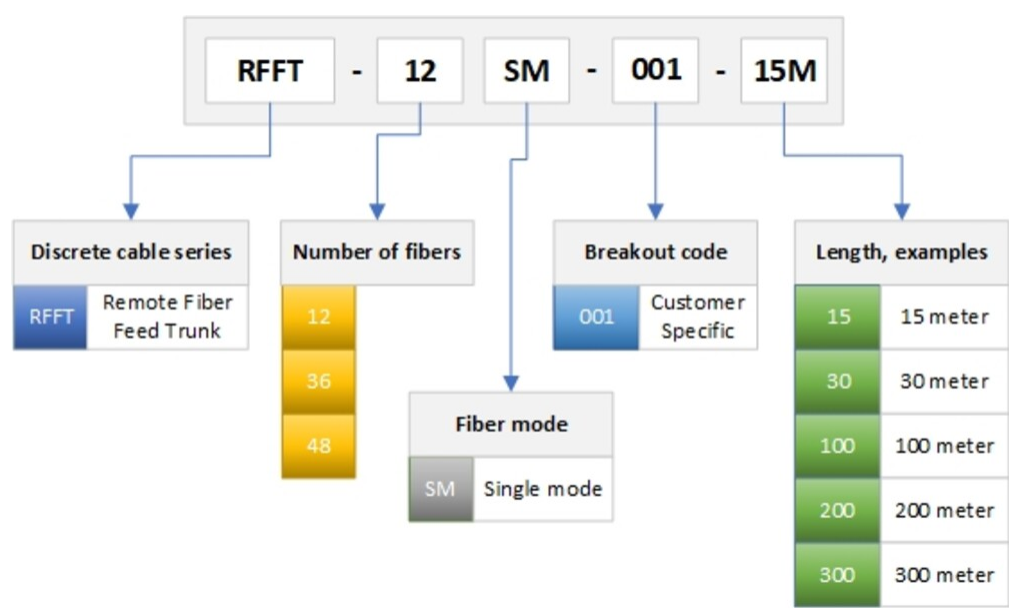 RFFT - 12 SM - 001 - 15M
Discrete cable series
RFFT Remote Fiber
Feed Trunk
Number of fibers
12
36
48
Fiber mode
SM Single mode
Breakout code
001 Customer
Specific
Length, examples
15 15 meter
30 30 meter
100 100 meter
200 200 meter
300 300 meter